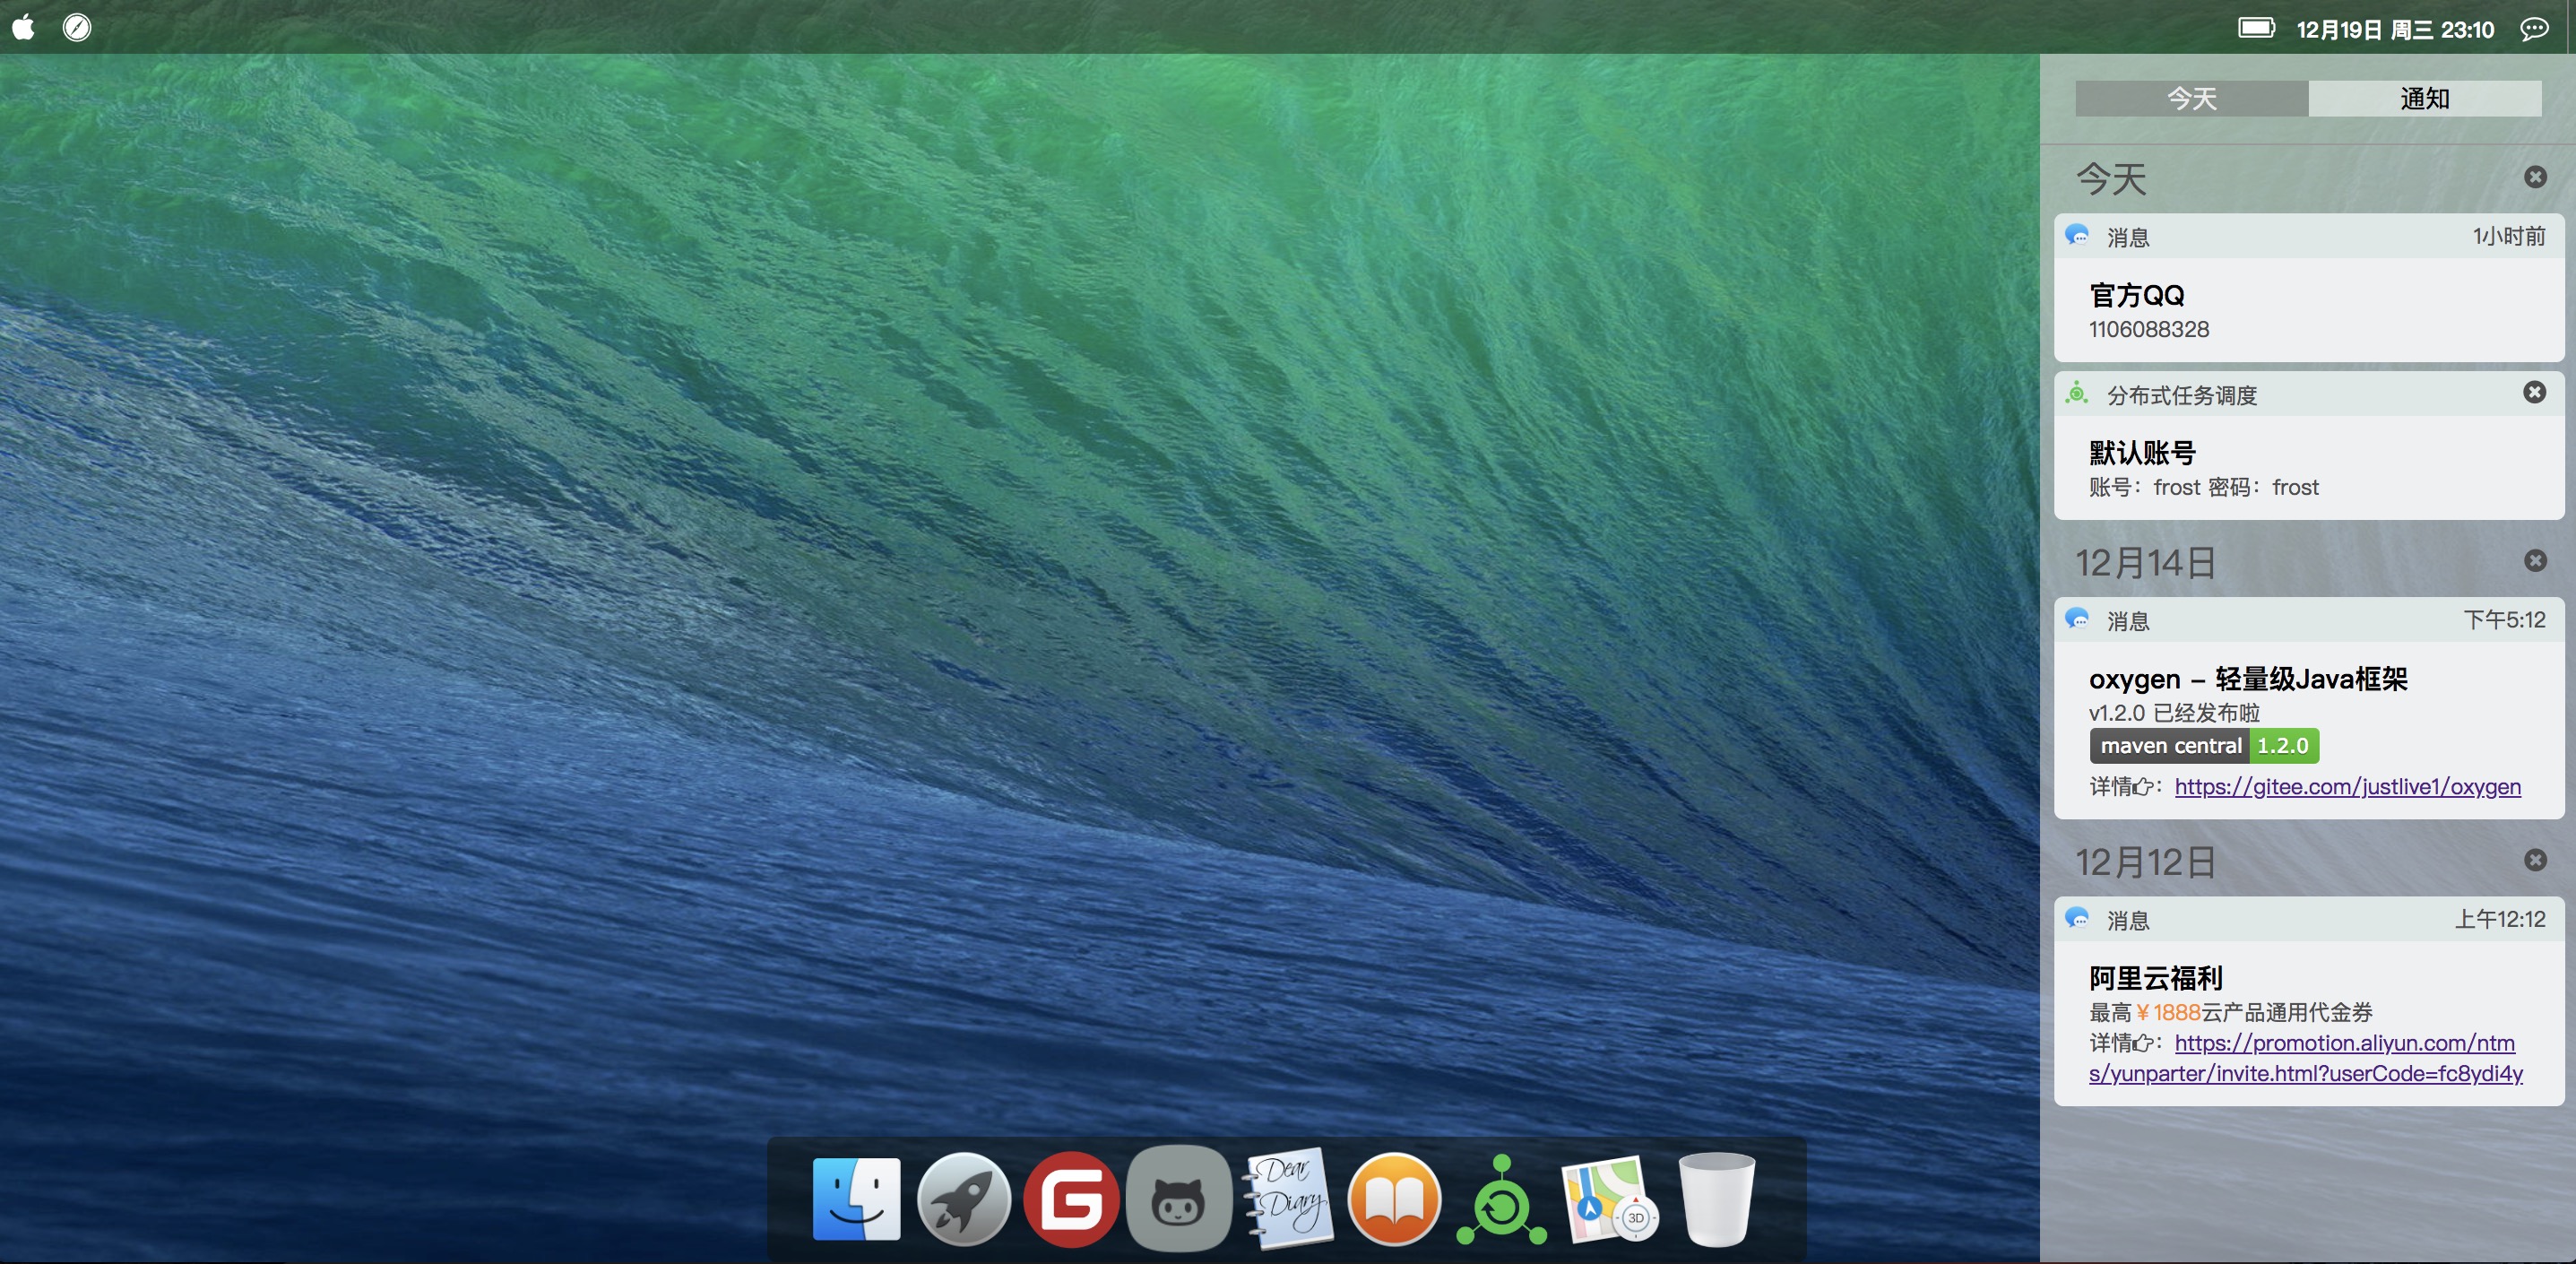 12月19日 周三 23:10
今天
通知
今天
消息
1小时前
官方QQ
1106088328
分布式任务调度
默认账号
账号：frost 密码：frost
12月14日
消息
下午5:12
oxygen – 轻量级Java框架
v1.2.0 已经发布啦
maven central 1.2.0
详情👉：https://gitee.com/justlive1/oxygen
12月12日
消息
上午12:12
阿里云福利
最高￥1888云产品通用代金券
详情👉：https://promotion.aliyun.com/ntm
s/yunparter/invite.html?userCode=fc8ydi4y
Dear
Diary
3D